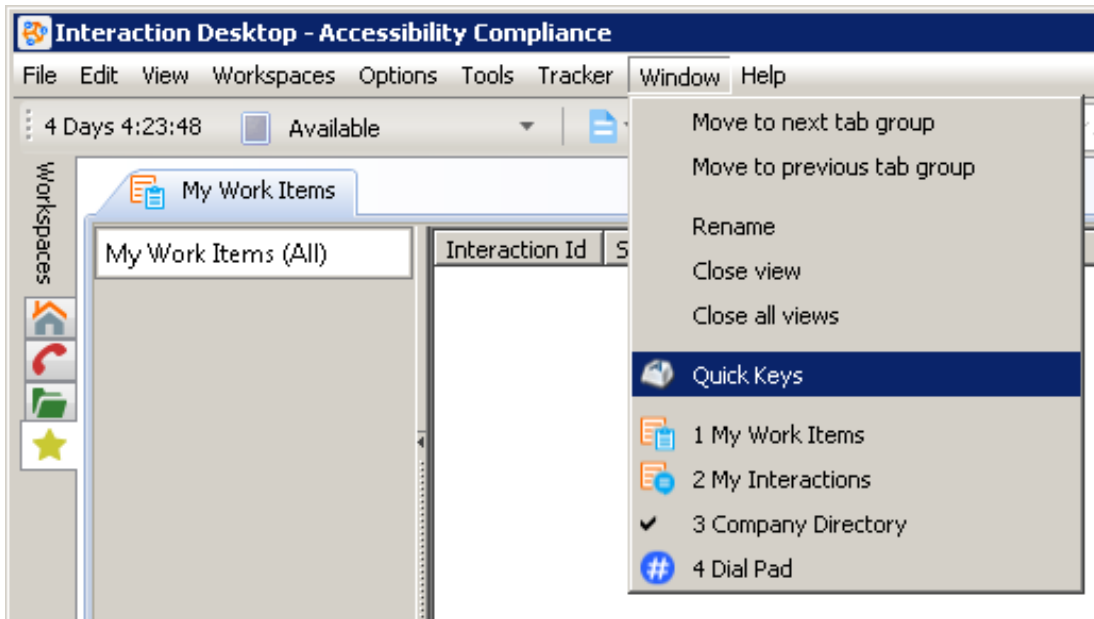 Interaction Desktop - Accessibility Compliance
File Edit View Workspaces Options Tools Tracker Window Help
4 Days 4:23:48 Available
Workspaces
My Work Items
My Work Items (All)
Interaction Id S
Move to next tab group
Move to previous tab group
Rename
Close view
Close all views
Quick Keys
1 My Work Items
2 My Interactions
3 Company Directory
# 4 Dial Pad